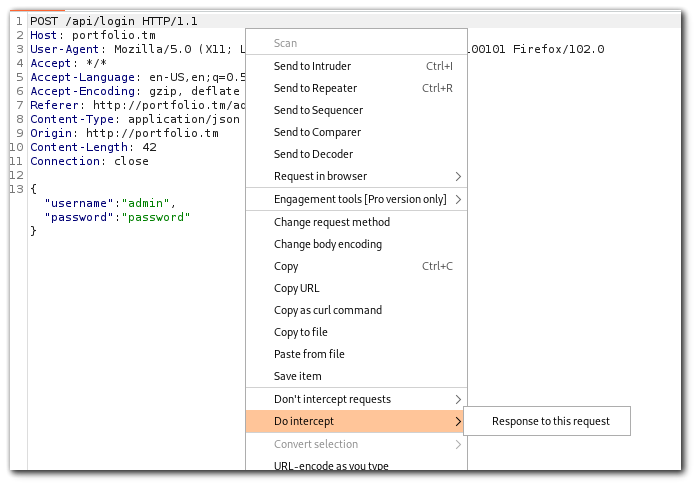 1 POST /api/login HTTP/1.1
2 Host: portfolio.tm
3 User-Agent: Mozilla/5.0 (X11; L 00101 Firefox/102.0
4 Accept: */*
5 Accept-Language: en-US,en;q=0.5
6 Accept-Encoding: gzip, deflate
7 Referer: http://portfolio.tm/ad
8 Content-Type: application/json
9 Origin: http://portfolio.tm
10 Content-Length: 42
11 Connection: close
12
13 {
"username":"admin",
"password":"password"
}
Scan
Send to Intruder Ctrl+I
Send to Repeater Ctrl+R
Send to Sequencer
Send to Comparer
Send to Decoder
Request in browser
Engagement tools [Pro version only]
Change request method
Change body encoding
Copy Ctrl+C
Copy URL
Copy as curl command
Copy to file
Paste from file
Save item
Don't intercept requests
Do intercept
Response to this request
Convert selection
URL-encode as you type